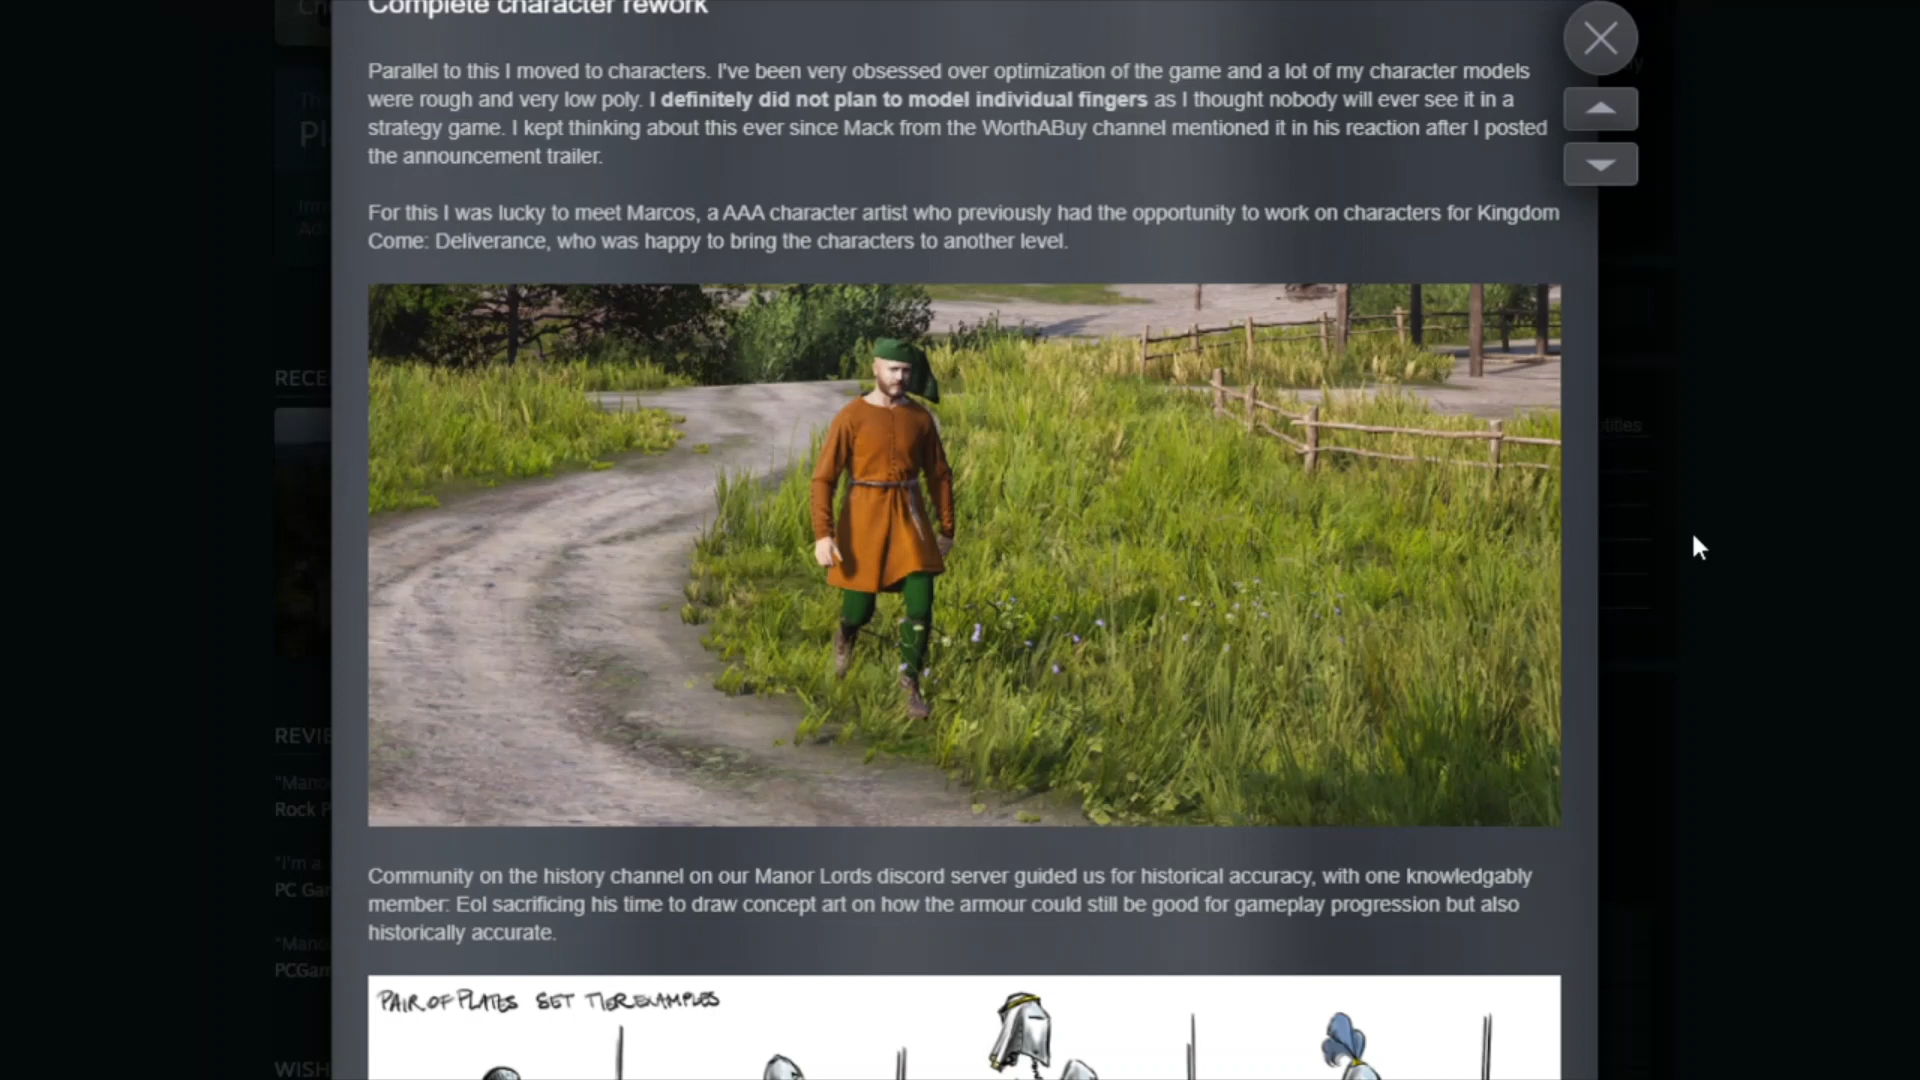 Complete character rework
Parallel to this I moved to characters. I've been very obsessed over optimization of the game and a lot of my character models
were rough and very low poly. I definitely did not plan to model individual fingers as I thought nobody will ever see it in a
strategy game. I kept thinking about this ever since Mack from the WorthABuy channel mentioned it in his reaction after I posted
the announcement trailer.
For this I was lucky to meet Marcos, a AAA character artist who previously had the opportunity to work on characters for Kingdom
Come: Deliverance, who was happy to bring the characters to another level.
RECE
REVIE
"Mano
Rock P
"I'm a
PC Gar
"Mano
PCGam
WISH
Community on the history channel on our Manor Lords discord server guided us for historical accuracy, with one knowledgably
member: Eol sacrificing his time to draw concept art on how the armour could still be good for gameplay progression but also
historically accurate.
PAIR OF PLATES SET TIER EXAMPLES